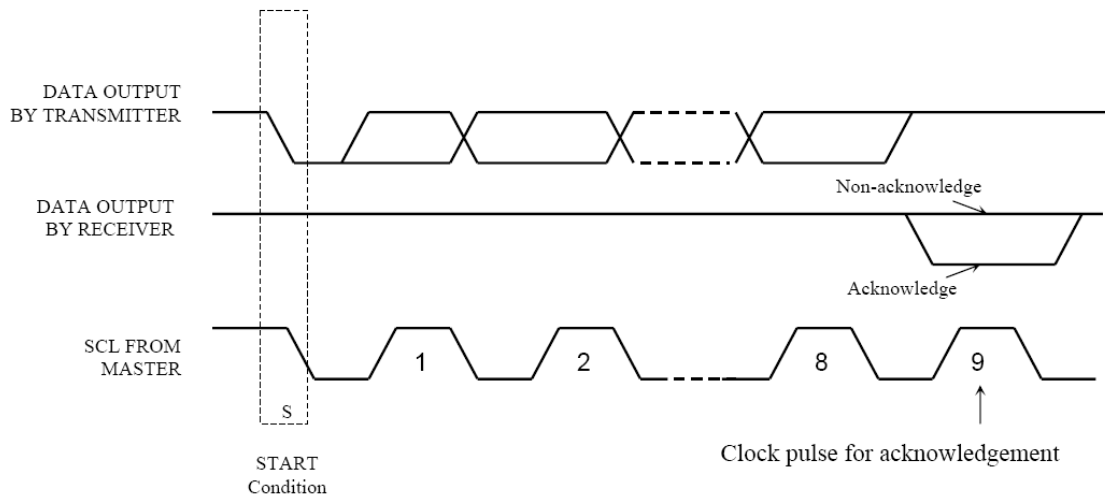 DATA OUTPUT
BY TRANSMITTER
Non-acknowledge
DATA OUTPUT
BY RECEIVER
Acknowledge
SCL FROM
MASTER
1
2
8
9
S
START
Condition
Clock pulse for acknowledgement